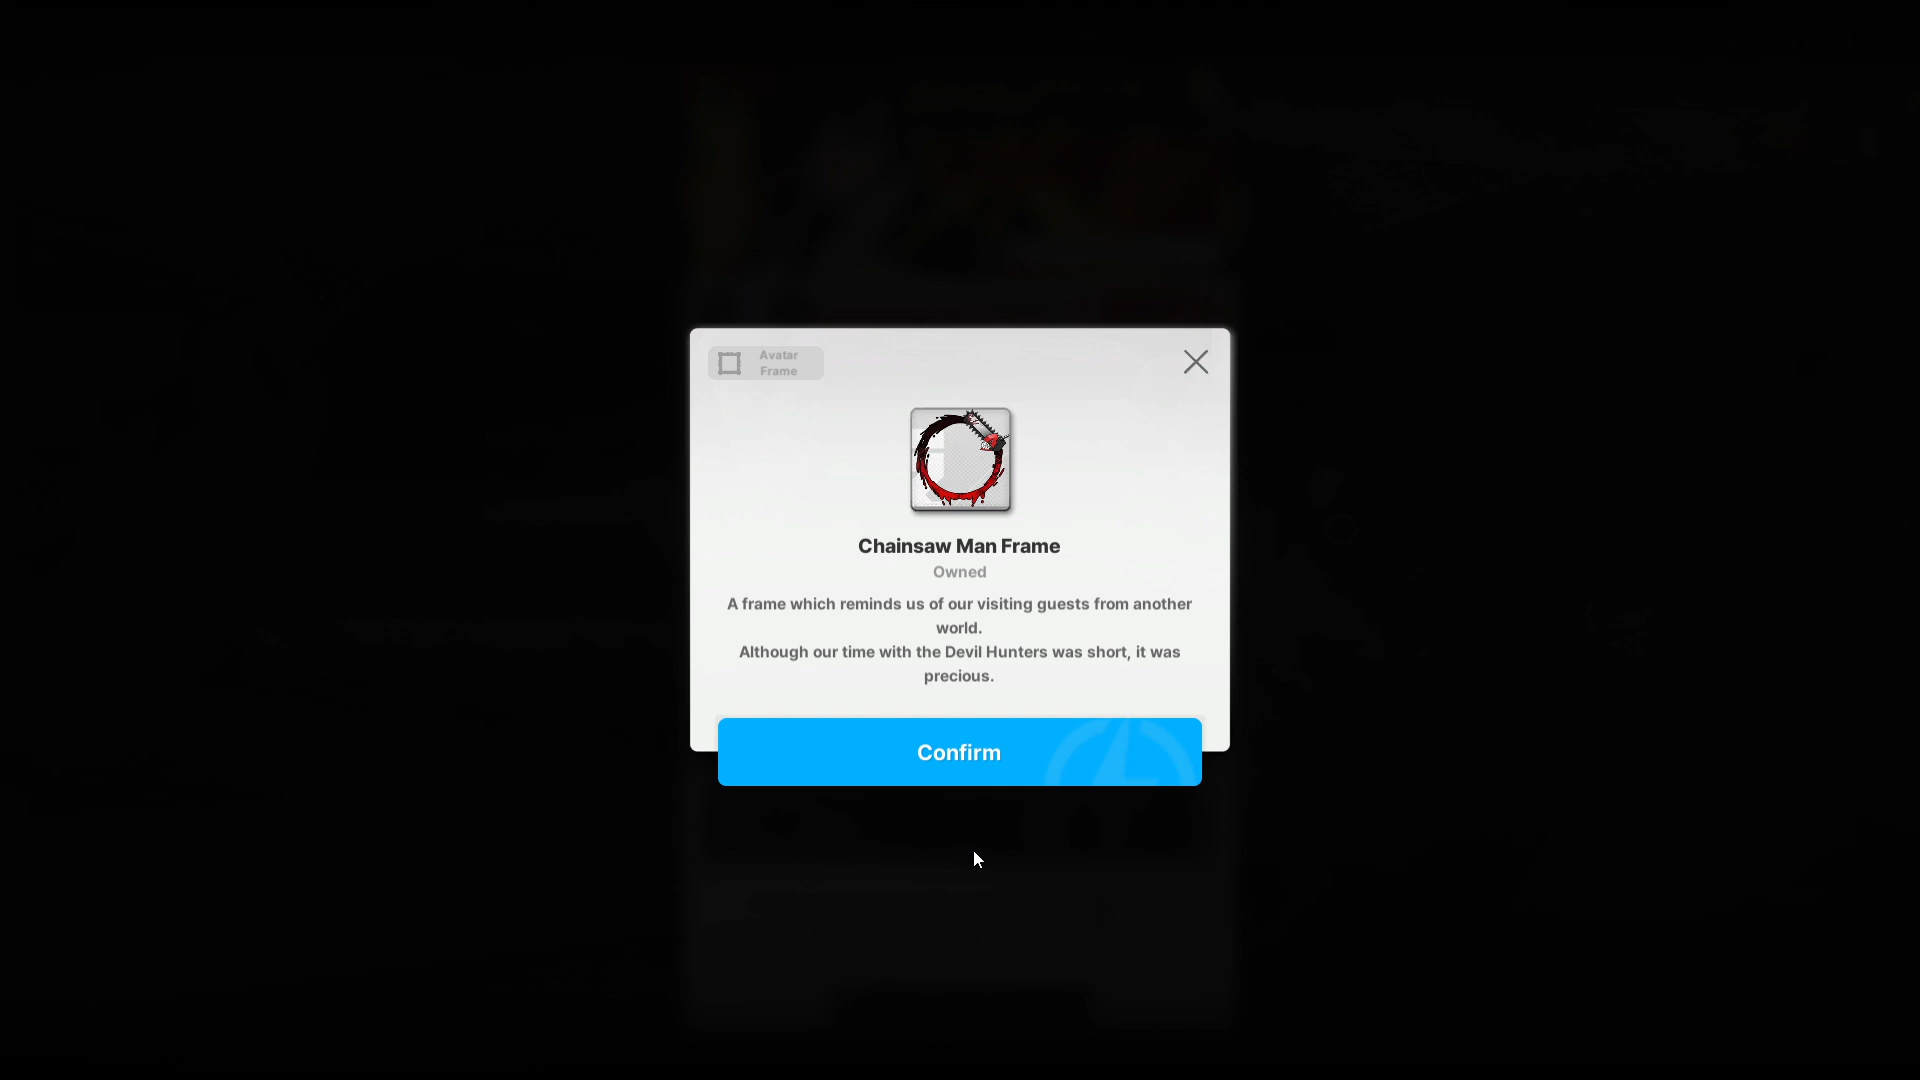 Avatar
Frame
Chainsaw Man Frame
Owned
A frame which reminds us of our visiting guests from another
world.
Although our time with the Devil Hunters was short, it was
precious.
Confirm